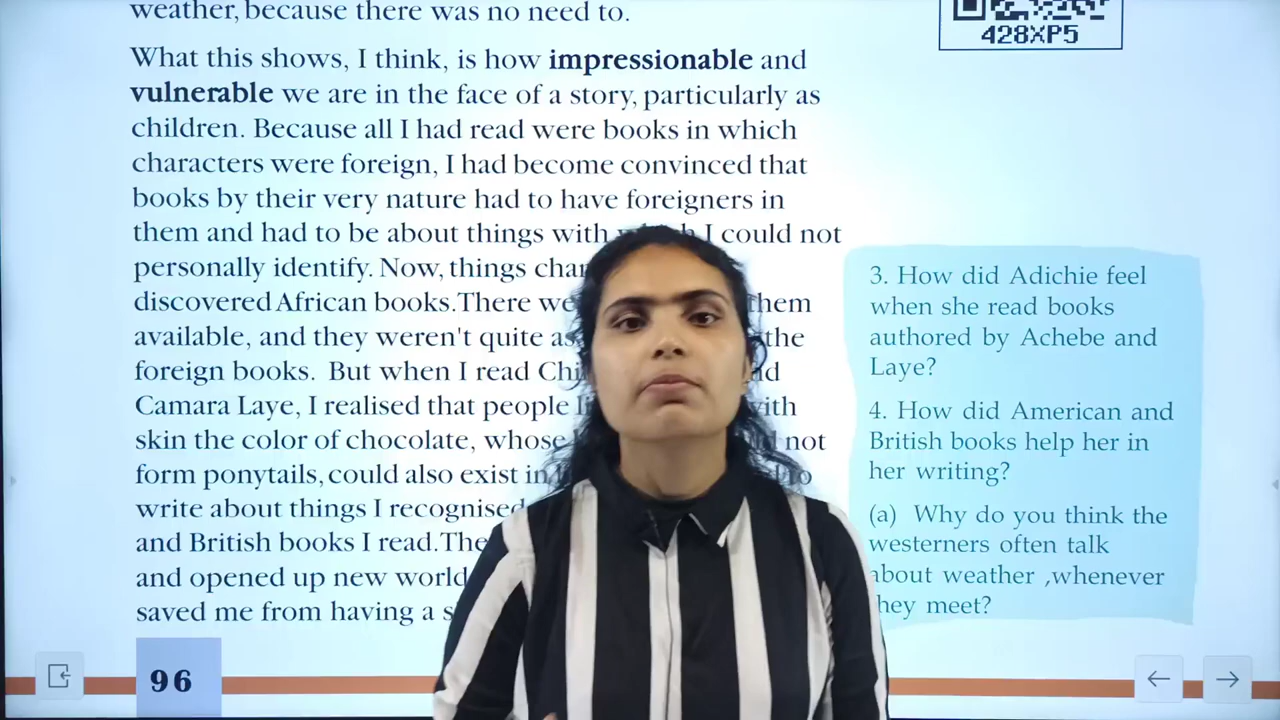 weather, because there was no need to.
What this shows, I think, is how impressionable and
vulnerable we are in the face of a story, particularly as
children. Because all I had read were books in which
characters were foreign, I had become convinced that
books by their very nature had to have foreigners in
them and had to be about things with which I could not
personally identify. Now, things
discovered African books. There them
available, and they weren't quite the
foreign books. But when I read
Camara Laye, I realised that people with
skin the color of chocolate, whose not
form ponytails, could also exist in to
write about things I recognised
and British books I read. The
and opened up new
saved me from having a
96
428XP5
3. How did Adichie feel
when she read books
authored by Achebe and
Laye?
4. How did American and
British books help her in
her writing?
(a) Why do you think the
westerners often talk
about weather ,whenever
they meet?